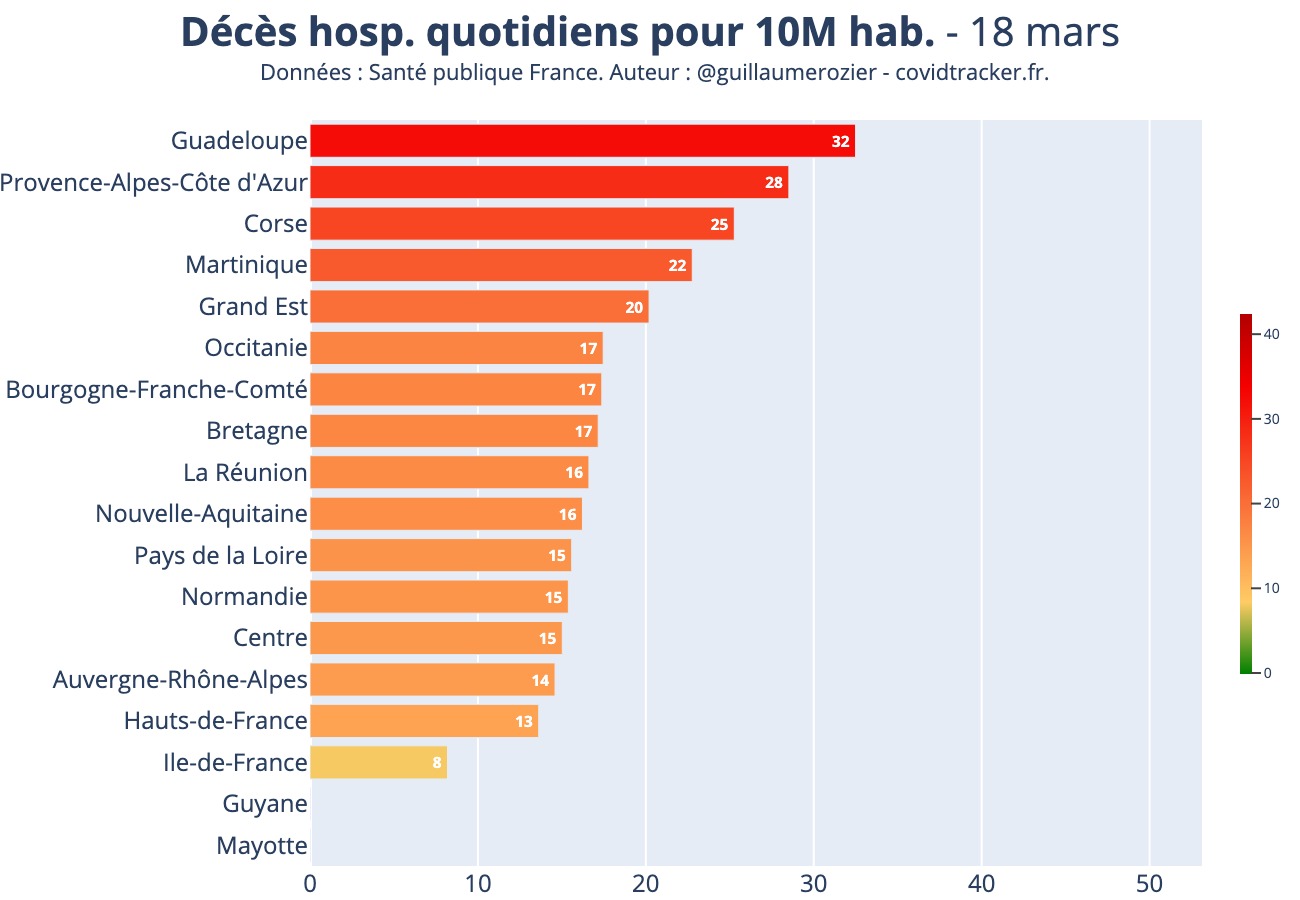 Décès hosp. quotidiens pour 10M hab. - 18 mars
Données : Santé publique France. Auteur : @guillaumerozier - covidtracker.fr.
Guadeloupe 32
Provence-Alpes-Côte d'Azur 28
Corse 25
Martinique 22
Grand Est 20
Occitanie 17
Bourgogne-Franche-Comté 17
Bretagne 17
La Réunion 16
Nouvelle-Aquitaine 16
Pays de la Loire 15
Normandie 15
Centre 15
Auvergne-Rhône-Alpes 14
Hauts-de-France 13
Ile-de-France 8
Guyane
Mayotte
0 10 20 30 40 50
40
30
20
10
0